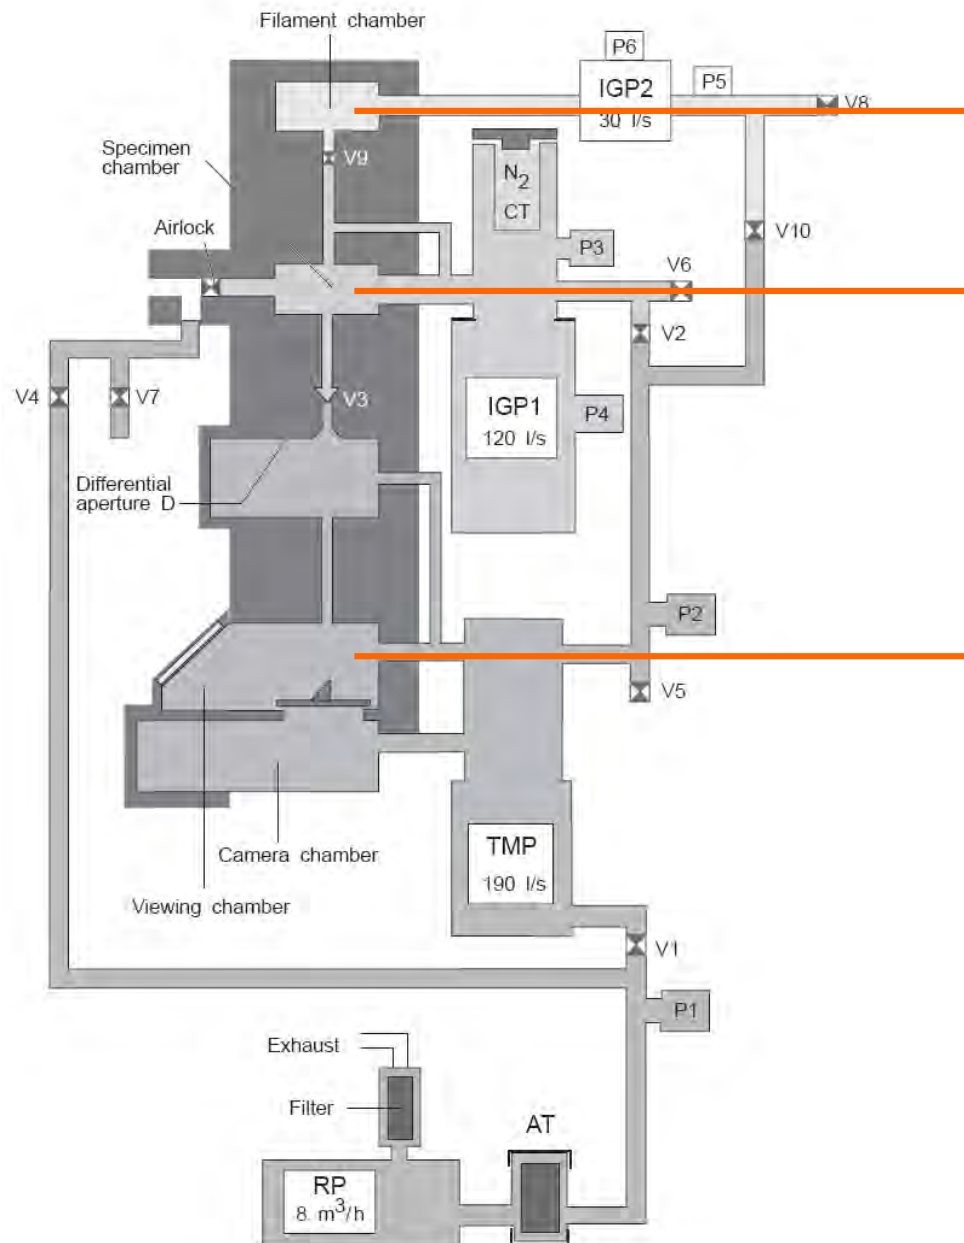 Filament chamber
P6
IGP2
30 l/s
P5
V8
Specimen
chamber
V9
N2
CT
Airlock
P3
V10
V6
V2
V4
V7
V3
IGP1
120 l/s
P4
Differential
aperture D
P2
V5
Camera chamber
TMP
190 l/s
Viewing chamber
V1
P1
Exhaust
Filter
AT
RP
8 m3/h